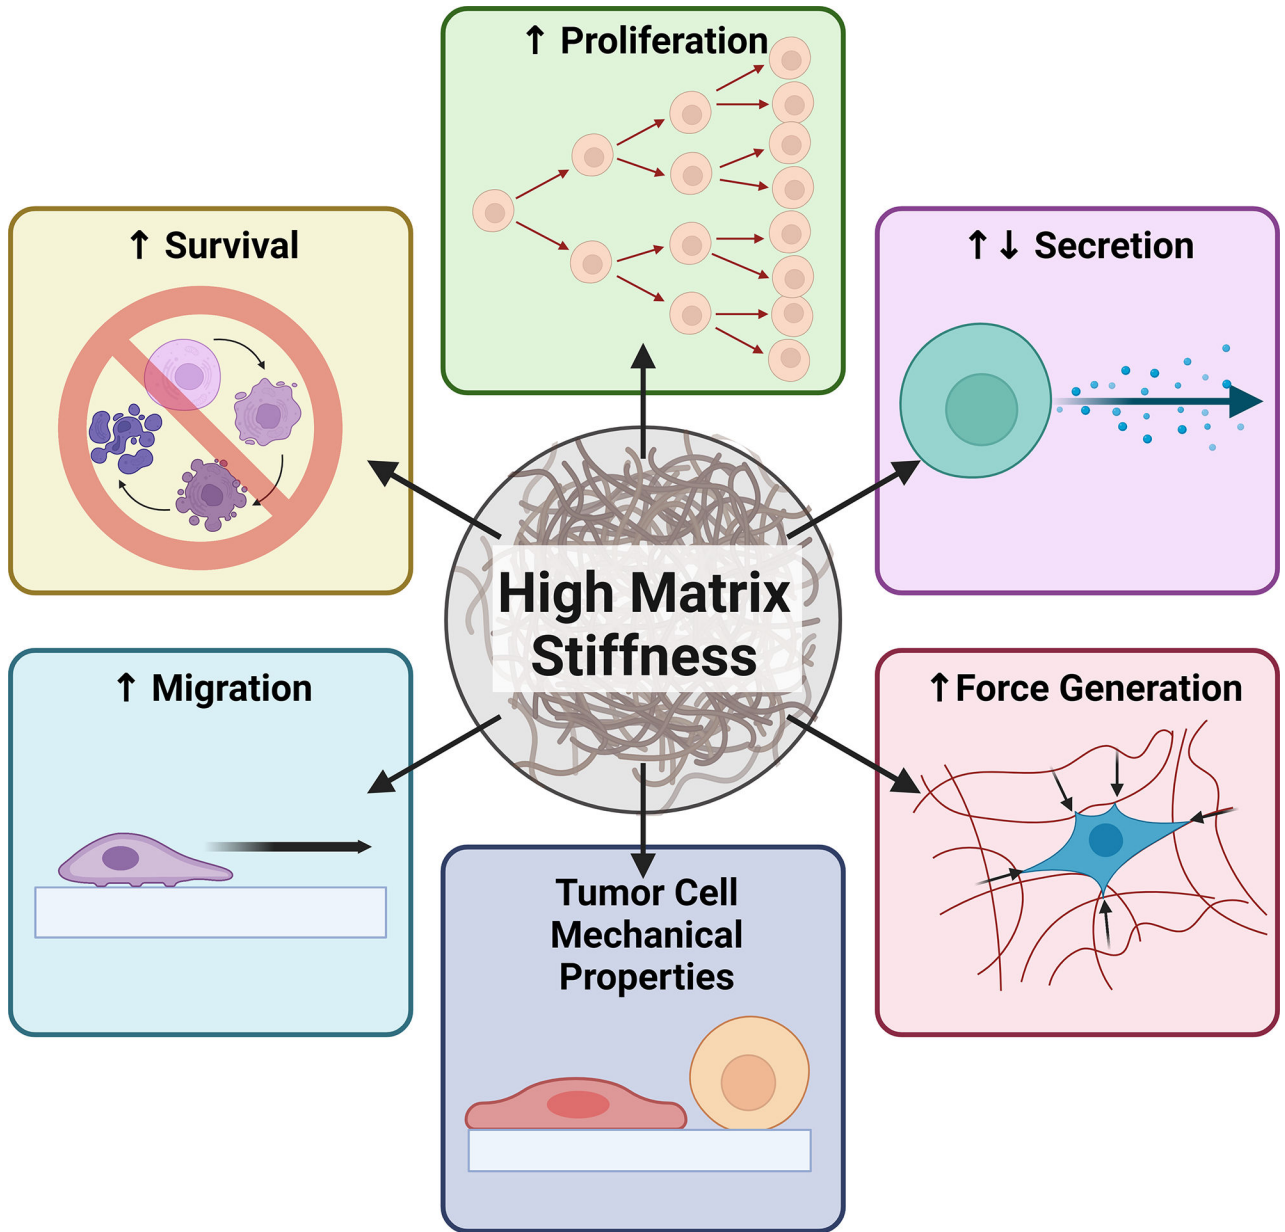 ↑ Proliferation
↑ Survival
↑↓ Secretion
High Matrix
Stiffness
↑ Migration
↑Force Generation
Tumor Cell
Mechanical
Properties